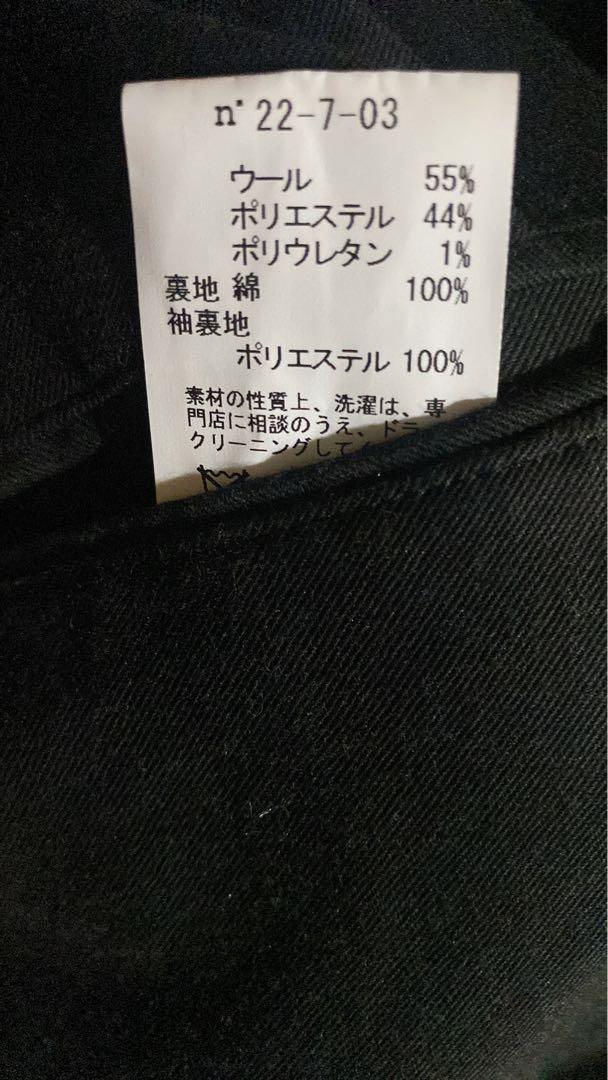 n° 22-7-03
ウール 55%
ポリエステル 44%
ポリウレタン 1%
裏地 綿 100%
袖裏地
ポリエステル 100%
素材の性質上、洗濯は、専
門店に相談のうえ、ドラ
クリーニングして